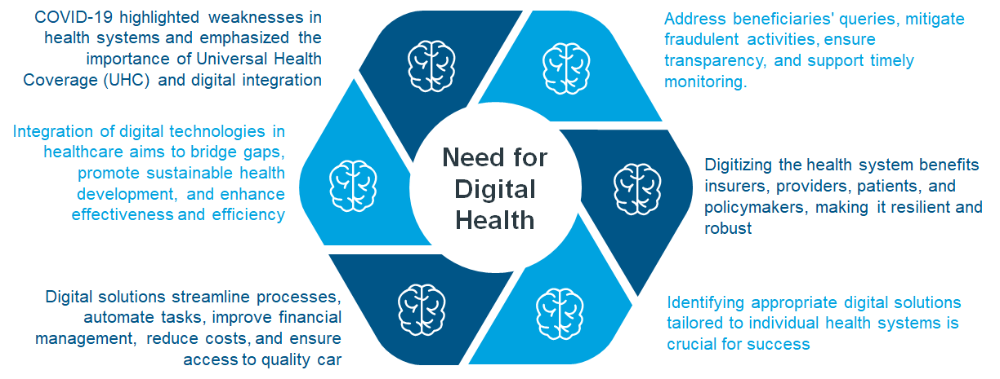 COVID-19 highlighted weaknesses in
health systems and emphasized the
importance of Universal Health
Coverage (UHC) and digital integration
Address beneficiaries' queries, mitigate
fraudulent activities, ensure
transparency, and support timely
monitoring.
Integration of digital technologies in
healthcare aims to bridge gaps,
promote sustainable health
development, and enhance
effectiveness and efficiency
Need for
Digital
Health
Digitizing the health system benefits
insurers, providers, patients, and
policymakers, making it resilient and
robust
Digital solutions streamline processes,
automate tasks, improve financial
management, reduce costs, and ensure
access to quality car
Identifying appropriate digital solutions
tailored to individual health systems is
crucial for success